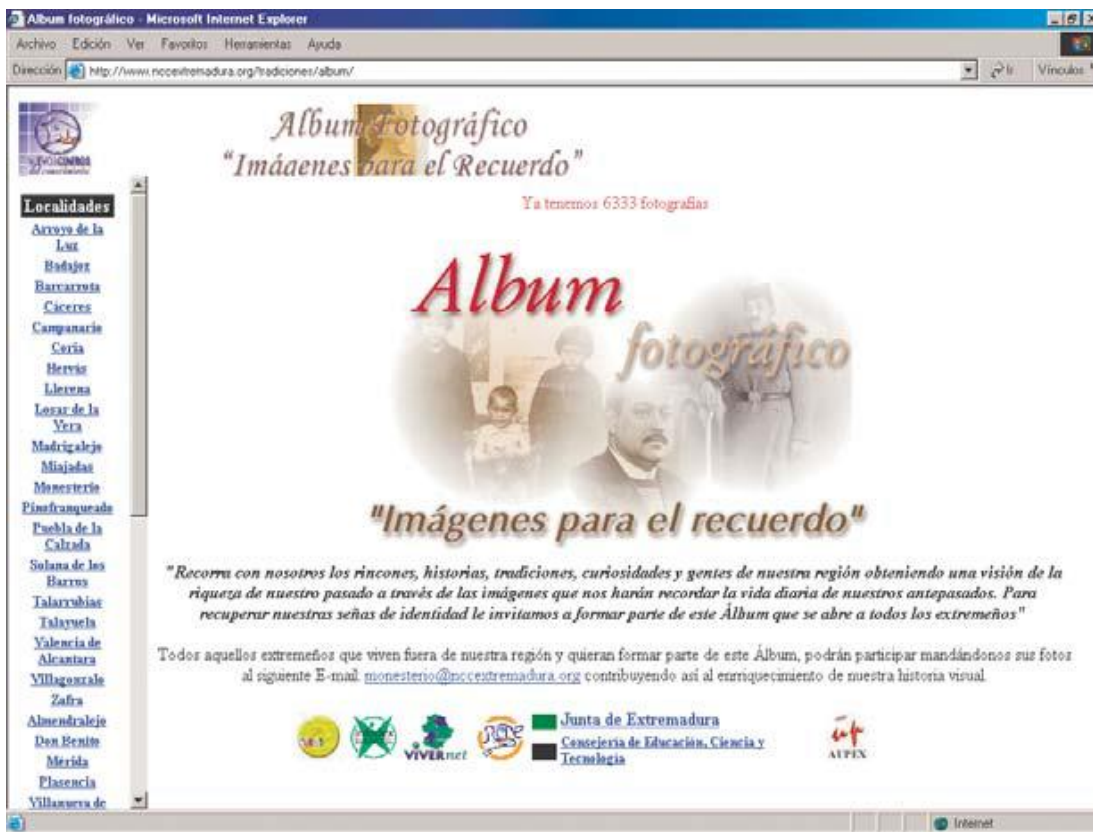 Album fotográfico - Microsoft Internet Explorer
Archivo Edición Ver Favoritos Herramientas Ayuda
Dirección http://www.nccextremadura.org/tradiciones/album/ Ir Vínculos
Album Fotográfico
"Imágenes para el Recuerdo"
Ya tenemos 6333 fotografías
Localidades
Arroyo de la
Luz
Badajoz
Barcarrota
Cáceres
Campanario
Coria
Hervás
Llerena
Losar de la
Vera
Madrigalejo
Miajadas
Monesterio
Pinofranqueado
Puebla de la
Calzada
Solana de los
Barros
Talarrubias
Talayuela
Valencia de
Alcantara
Villagonzalo
Zafra
Almendralejo
Don Benito
Merida
Plasencia
Villanueva de
Album
fotográfico
"Imágenes para el recuerdo"
"Recorra con nosotros los rincones, historias, tradiciones, curiosidades y gentes de nuestra región obteniendo una visión de la
riqueza de nuestro pasado a través de las imágenes que nos harán recordar la vida diaria de nuestros antepasados. Para
recuperar nuestras señas de identidad le invitamos a formar parte de este Álbum que se abre a todos los extremeños"
Todos aquellos extremeños que viven fuera de nuestra región y quieran formar parte de este Álbum, podrán participar mandándonos sus fotos
al siguiente E-mail: monesterio@nccextremadura.org contribuyendo así al enrriquecimiento de nuestra historia visual
VIVERnet
Junta de Extremadura
Consejería de Educación, Ciencia y
Tecnología
AUPEX
Internet